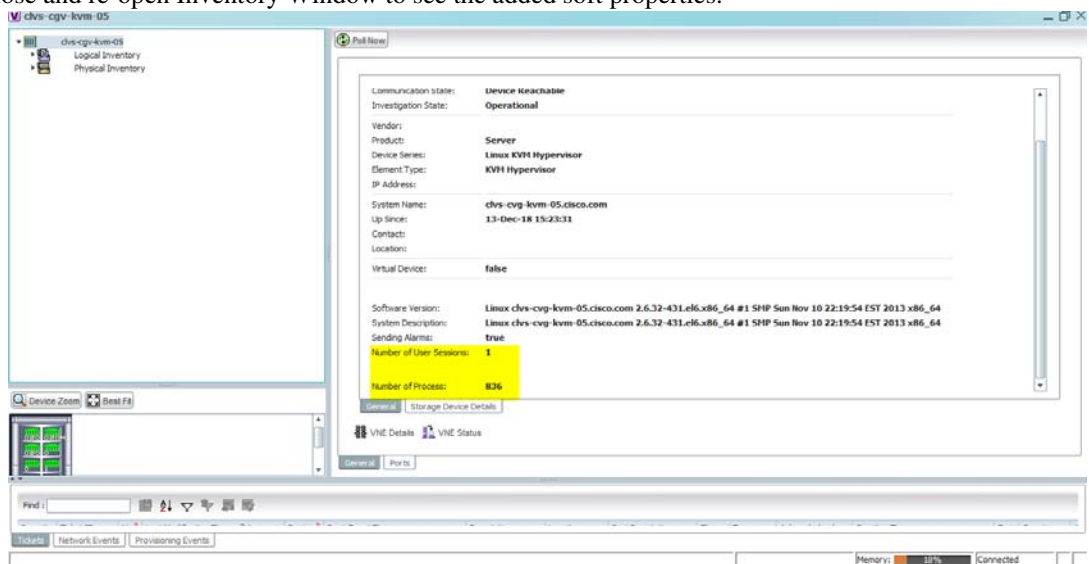 ose and re-open Inventory Window to see the added soft properties.
clvs-cgv-kvm-05
clvs-cgv-kvm-05
Logical Inventory
Physical Inventory
Poll Now
Communication State: Device Reachable
Investigation State: Operational
Vendor:
Product: Server
Device Series: Linux KVM Hypervisor
Element Type: KVM Hypervisor
IP Address:
System Name: clvs-cvg-kvm-05.cisco.com
Up Since: 13-Dec-18 15:23:31
Contact:
Location:
Virtual Device: false
Software Version: Linux clvs-cvg-kvm-05.cisco.com 2.6.32-431.el6.x86_64 #1 SMP Sun Nov 10 22:19:54 EST 2013 x86_64
System Description: Linux clvs-cvg-kvm-05.cisco.com 2.6.32-431.el6.x86_64 #1 SMP Sun Nov 10 22:19:54 EST 2013 x86_64
Sending Alarms: true
Number of User Sessions: 1
Number of Process: 836
General Storage Device Details
Device Zoom Best Fit
VNE Details VNE Status
General Ports
Find :
Tickets Network Events Provisioning Events
Memory: 18% Connected